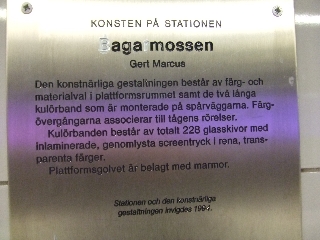 KONSTEN PÅ STATIONEN
Bagarmossen
Gert Marcus
Den konstnärliga gestaltningen består av färg- och
materialval i plattformsrummet samt de två långa
kulörband som är monterade på spårväggarna. Färg-
övergångarna associerar till tågens rörelser.
Kulörbanden består av totalt 228 glasskivor med
inlaminerade, genomlysta screentryck i rena, trans-
parenta färger.
Plattformsgolvet är belagt med marmor.
Stationen och den konstnärliga
gestaltningen invigdes 1994.